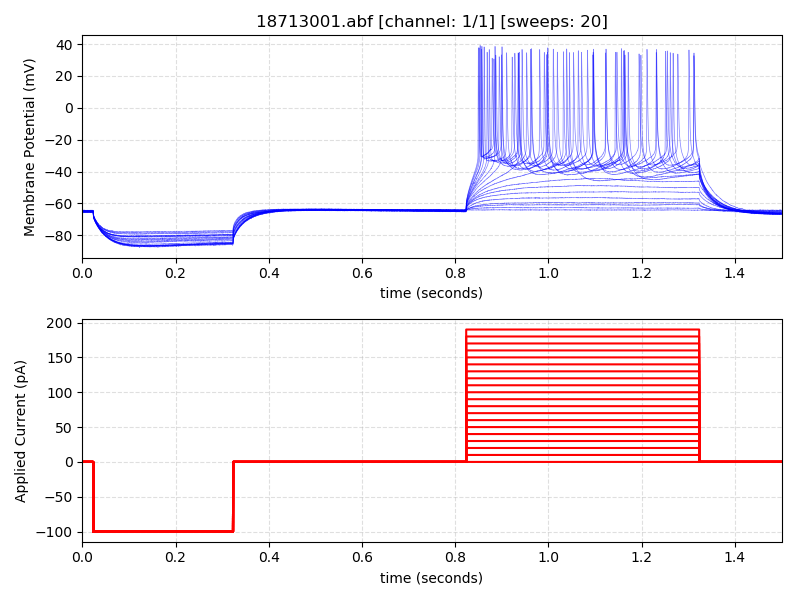 18713001.abf [channel: 1/1] [sweeps: 20]
40
20
0
−20
−40
−60
−80
Membrane Potential (mV)
0.0 0.2 0.4 0.6 0.8 1.0 1.2 1.4
time (seconds)
200
150
100
50
0
−50
−100
Applied Current (pA)
0.0 0.2 0.4 0.6 0.8 1.0 1.2 1.4
time (seconds)